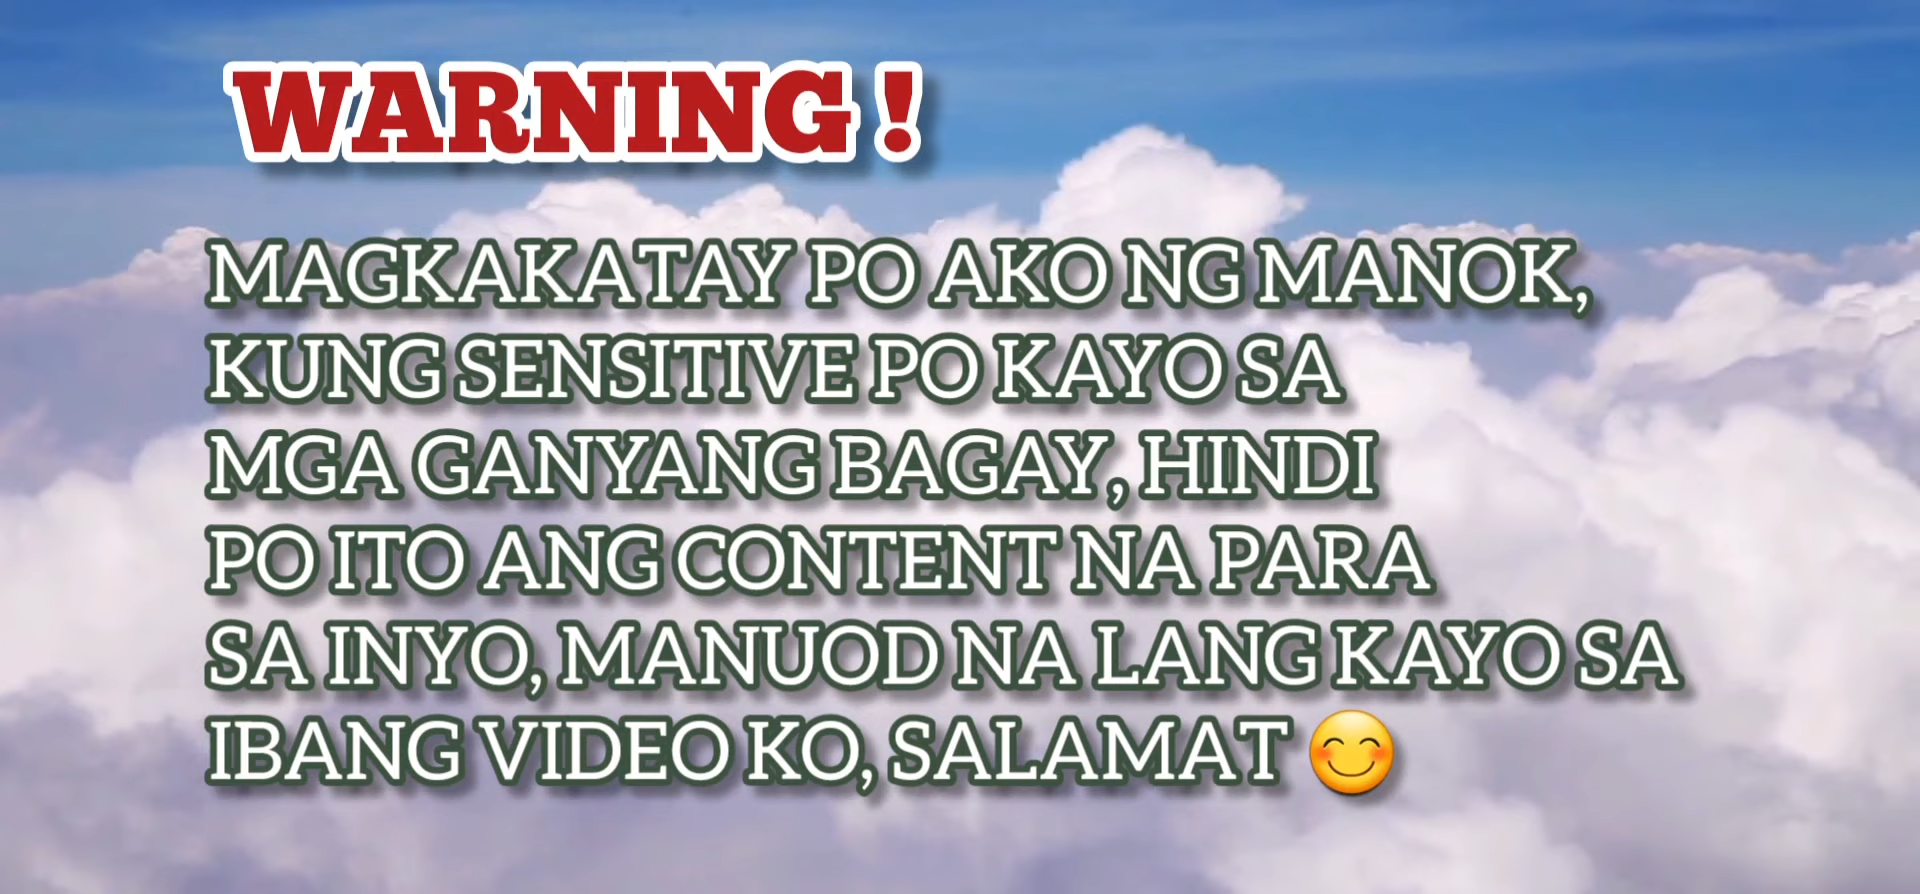 WARNING !
MAGKAKATAY PO AKO NG MANOK,
KUNG SENSITIVE PO KAYO SA
MGA GANYANG BAGAY, HINDI
PO ITO ANG CONTENT NA PARA
SA INYO, MANUOD NA LANG KAYO SA
IBANG VIDEO KO, SALAMAT 😊